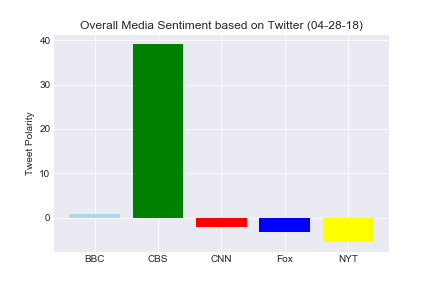 Overall Media Sentiment based on Twitter (04-28-18)
40
30
20
10
0
Tweet Polarity
BBC CBS CNN Fox NYT